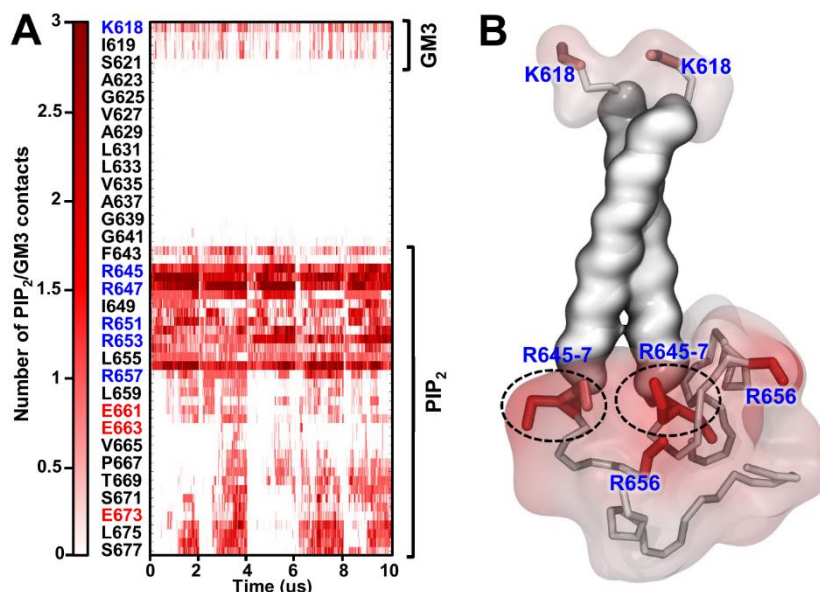 A
Number of PIP2/GM3 contacts
3
2.5
2
1.5
1
0.5
0
K618
I619
S621
A623
G625
V627
A629
L631
L633
V635
A637
G639
G641
F643
R645
R647
I649
R651
R653
L655
R657
L659
E661
E663
V665
P667
T669
S671
E673
L675
S677
0 2 4 6 8 10
Time (us)
GM3
PIP2
B
K618 K618
R645-7 R645-7
R656
R656